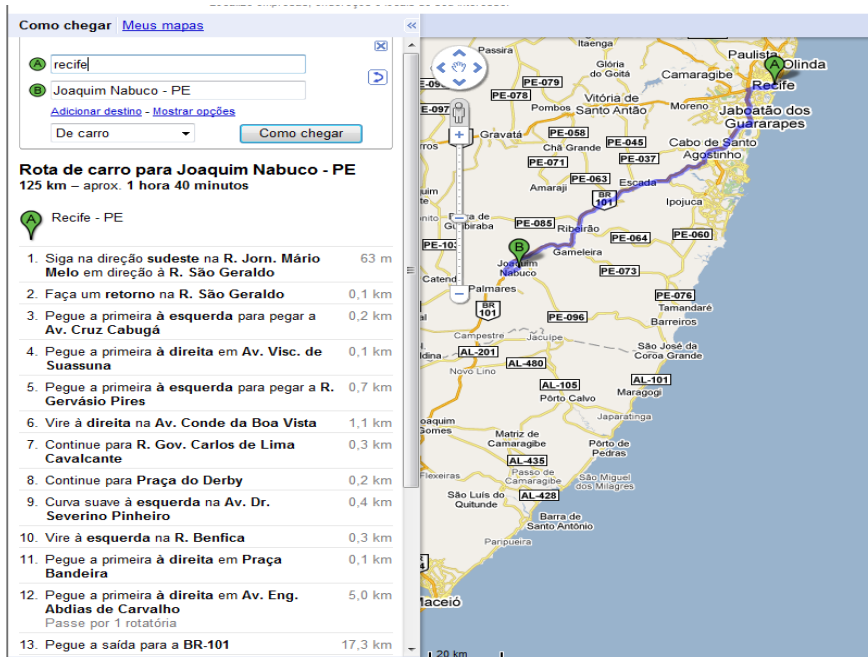 Como chegar Meus mapas «
A recife
B Joaquim Nabuco - PE
Adicionar destino - Mostrar opções
De carro Como chegar
Rota de carro para Joaquim Nabuco - PE
125 km – aprox. 1 hora 40 minutos
A Recife - PE
1. Siga na direção sudeste na R. Jorn. Mário 63 m
Melo em direção à R. São Geraldo
2. Faça um retorno na R. São Geraldo 0,1 km
3. Pegue a primeira à esquerda para pegar a 0,2 km
Av. Cruz Cabugá
4. Pegue a primeira à direita em Av. Visc. de 0,1 km
Suassuna
5. Pegue a primeira à esquerda para pegar a R. 0,7 km
Gervásio Pires
6. Vire à direita na Av. Conde da Boa Vista 1,1 km
7. Continue para R. Gov. Carlos de Lima 0,3 km
Cavalcante
8. Continue para Praça do Derby 0,2 km
9. Curva suave à esquerda na Av. Dr. 0,4 km
Severino Pinheiro
10. Vire à esquerda na R. Benfica 0,3 km
11. Pegue a primeira à direita em Praça 0,1 km
Bandeira
12. Pegue a primeira à direita em Av. Eng. 5,0 km
Abdias de Carvalho
Passe por 1 rotatória
13. Pegue a saída para a BR-101 17,3 km
Passira
Itaenga
Paulista
Glória
do Goitá
Camaragibe
A
Olinda
Recife
PE-079
PE-078
PE-097
Pombos
Vitória de
Santo Antão
Moreno
Jaboatão dos
Guararapes
Gravatá
PE-058
Chã Grande
PE-045
Cabo de Santo
Agostinho
PE-071
PE-037
PE-063
Amaraji
Escada
BR
101
Ipojuca
PE-085
Ribeirão
PE-064
PE-060
PE-103
B
Gameleira
Joaquim
Nabuco
PE-073
Palmares
PE-076
BR
101
Tamandaré
PE-096
Barreiros
Campestre
Jacuípe
São José da
Coroa Grande
AL-201
AL-480
Novo Lino
AL-105
AL-101
Maragogi
Pôrto Calvo
Japaratinga
Matriz de
Camaragibe
Pôrto de
Pedras
AL-435
Flexeiras
Passo de
Camaragibe
São Miguel
dos Milagres
São Luís do
Quitunde
AL-428
Barra de
Santo Antônio
Paripueira
Maceió
20 km